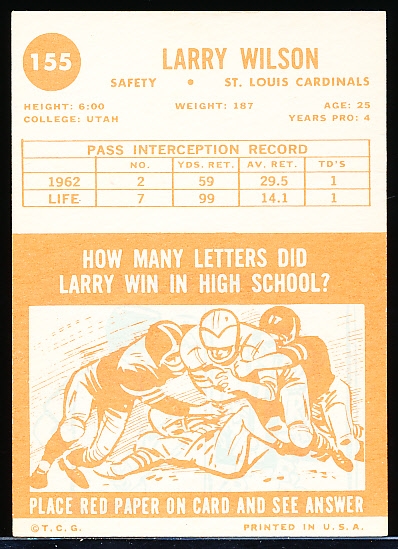 155
LARRY WILSON
SAFETY • ST. LOUIS CARDINALS
HEIGHT: 6:00 WEIGHT: 187 AGE: 25
COLLEGE: UTAH YEARS PRO: 4
PASS INTERCEPTION RECORD
NO. YDS. RET. AV. RET. TD'S
1962 2 59 29.5 1
LIFE 7 99 14.1 1
HOW MANY LETTERS DID
LARRY WIN IN HIGH SCHOOL?
17
PLACE RED PAPER ON CARD AND SEE ANSWER
© T.C.G. PRINTED IN U.S.A.